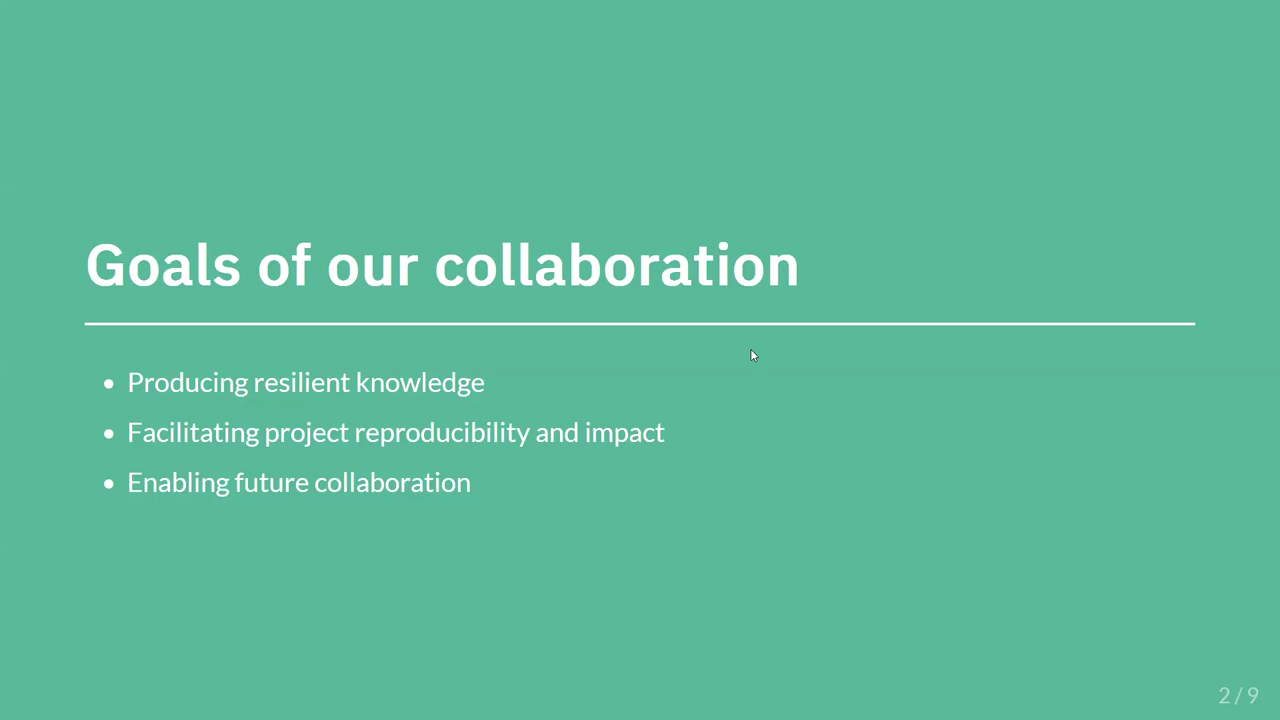 Goals of our collaboration
• Producing resilient knowledge
• Facilitating project reproducibility and impact
• Enabling future collaboration
2 / 9